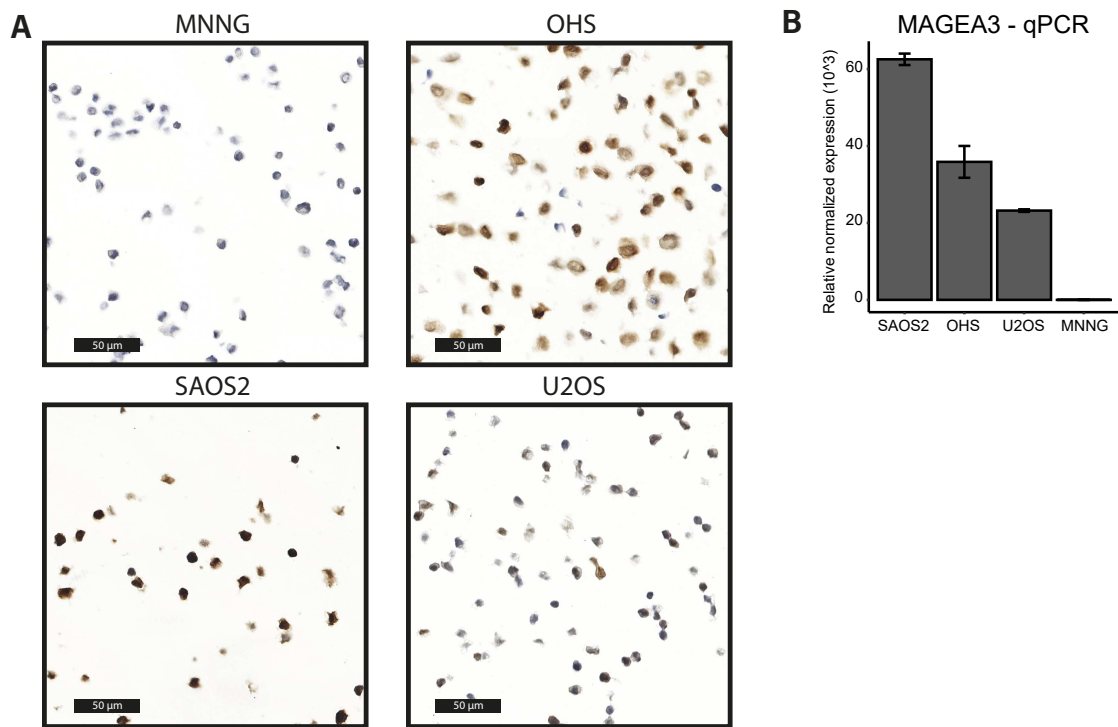 A
MNNG
OHS
50 µm
50 µm
SAOS2
U2OS
50 µm
50 µm
B
MAGEA3 - qPCR
Relative normalized expression (10^3)
60
40
20
0
SAOS2 OHS U2OS MNNG